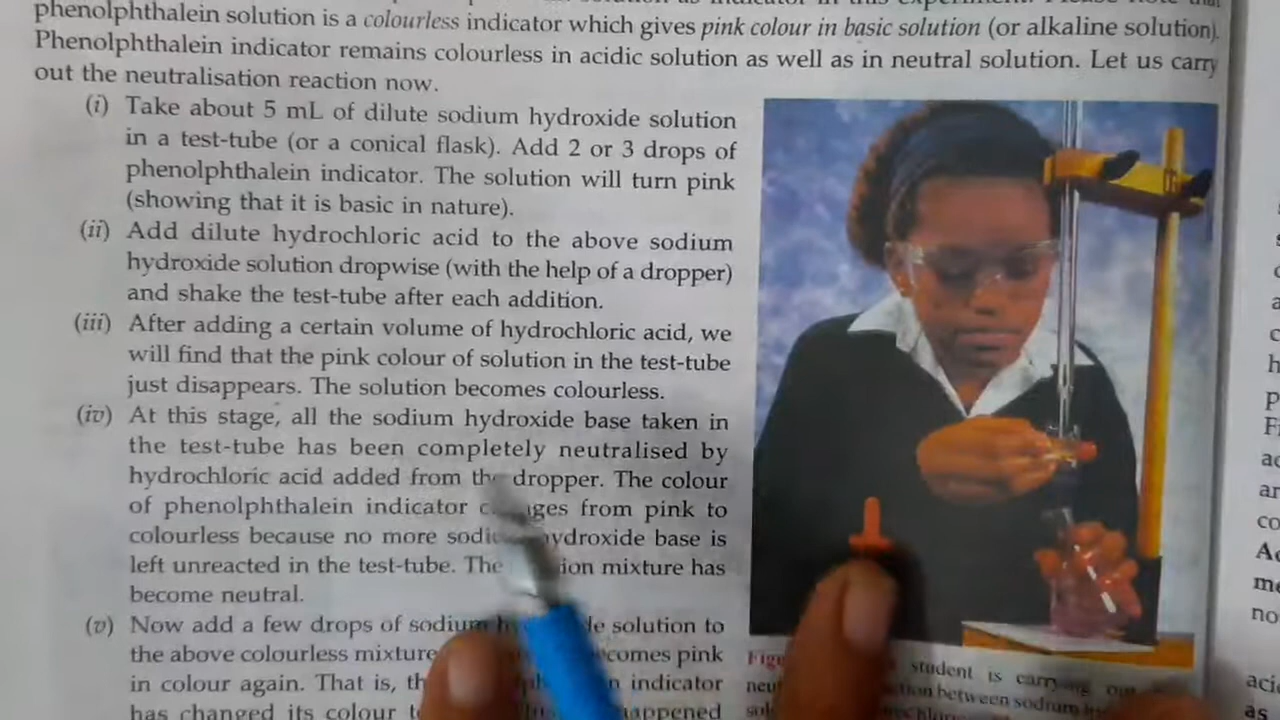 phenolphthalein solution is a colourless indicator which gives pink colour in basic solution (or alkaline solution).
Phenolphthalein indicator remains colourless in acidic solution as well as in neutral solution. Let us carry
out the neutralisation reaction now.
(i) Take about 5 mL of dilute sodium hydroxide solution
in a test-tube (or a conical flask). Add 2 or 3 drops of
phenolphthalein indicator. The solution will turn pink
(showing that it is basic in nature).
(ii) Add dilute hydrochloric acid to the above sodium
hydroxide solution dropwise (with the help of a dropper)
and shake the test-tube after each addition.
(iii) After adding a certain volume of hydrochloric acid, we
will find that the pink colour of solution in the test-tube
just disappears. The solution becomes colourless.
(iv) At this stage, all the sodium hydroxide base taken in
the test-tube has been completely neutralised by
hydrochloric acid added from the dropper. The colour
of phenolphthalein indicator changes from pink to
colourless because no more sodium hydroxide base is
left unreacted in the test-tube. The mixture has
become neutral.
(v) Now add a few drops of sodium solution to
the above colourless mixture pink
in colour again. That is, indicator
has changed its colour
student is carrying out
between sodium